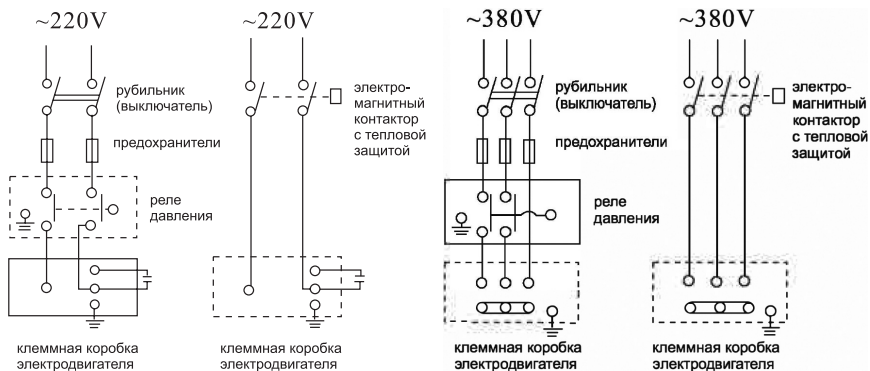 ~220V
рубильник
(выключатель)
предохранители
реле
давления
клеммная коробка
электродвигателя
~220V
электро-
магнитный
контактор
с тепловой
защитой
клеммная коробка
электродвигателя
~380V
рубильник
(выключатель)
предохранители
реле
давления
клеммная коробка
электродвигателя
~380V
электро-
магнитный
контактор
с тепловой
защитой
клеммная коробка
электродвигателя